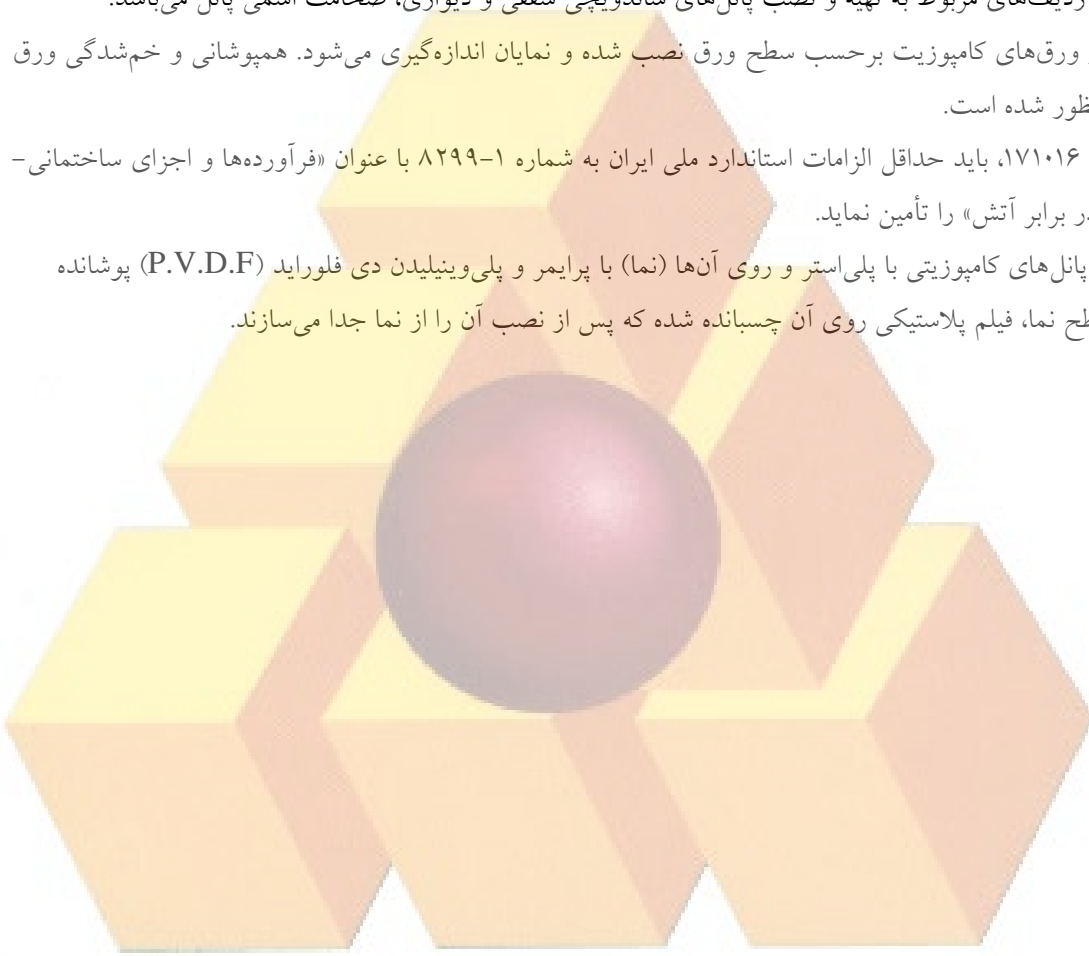 ردیف‌های مربوط به تهیه و نصب پانل‌های ساندویچی سقفی و دیواری، ضخامت اسمی پانل می‌باشد.
ورق‌های کامپوزیت برحسب سطح ورق نصب شده و نمایان اندازه‌گیری می‌شود. همپوشانی و خم‌شدگی ورق
ظور شده است.
۱۷۱۰۱۶، باید حداقل الزامات استاندارد ملی ایران به شماره ۱-۸۲۹۹ با عنوان «فرآورده‌ها و اجزای ساختمانی-
در برابر آتش» را تأمین نماید.
پانل‌های کامپوزیتی با پلی‌استر و روی آن‌ها (نما) با پرایمر و پلی‌وینیلیدن دی فلوراید (P.V.D.F) پوشانده
طح نما، فیلم پلاستیکی روی آن چسبانده شده که پس از نصب آن را از نما جدا می‌سازند.